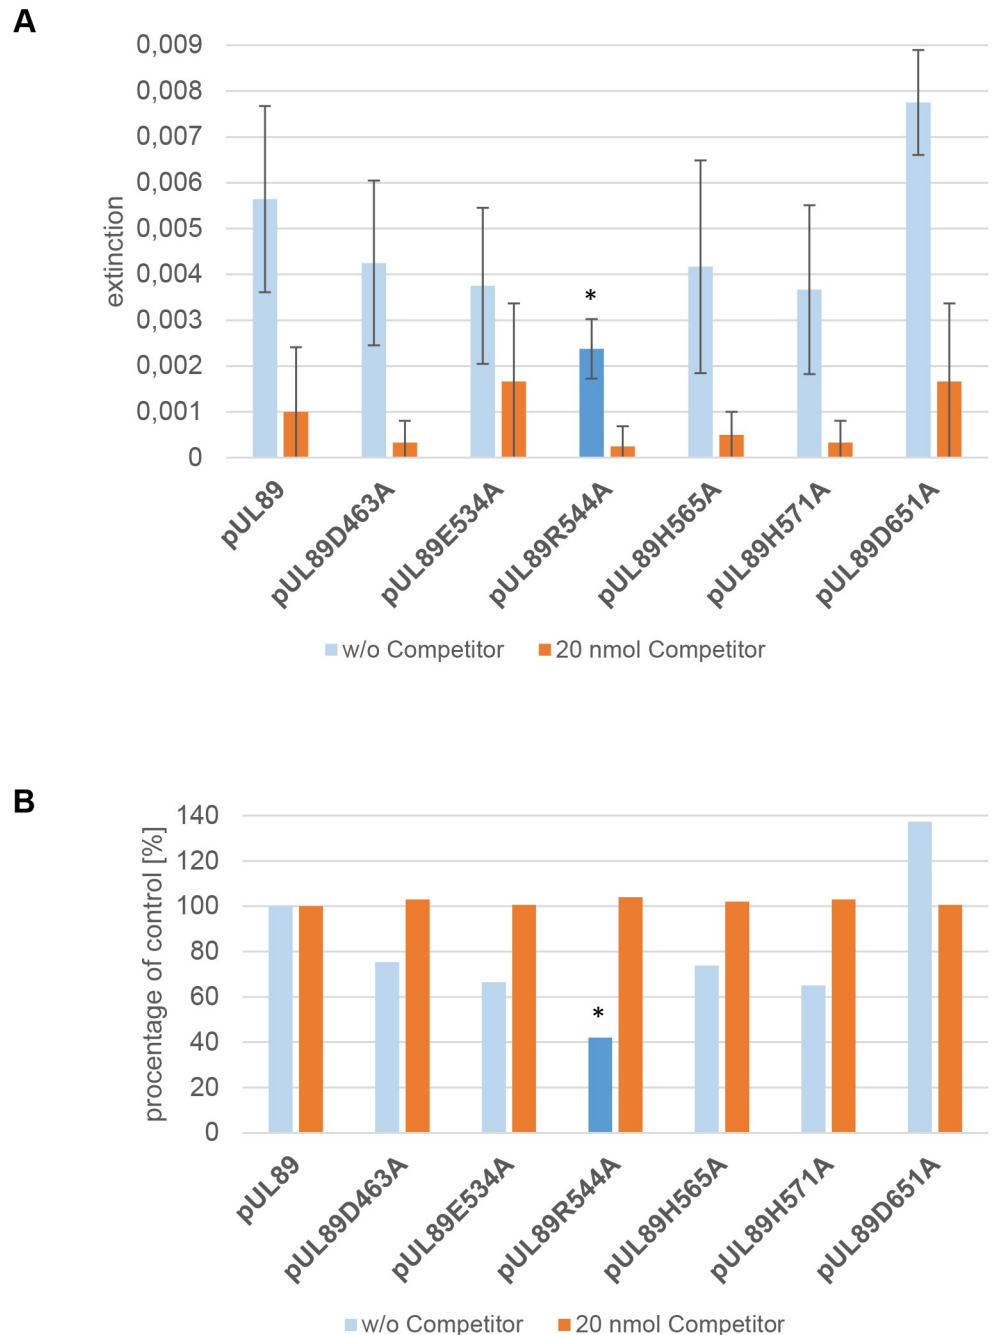 A
0,009
0,008
0,007
0,006
0,005
0,004
0,003
0,002
0,001
0
extinction
*
pUL89
pUL89D463A
pUL89E534A
pUL89R544A
pUL89H565A
pUL89H571A
pUL89D651A
w/o Competitor
20 nmol Competitor
B
140
120
100
80
60
40
20
0
procentage of control [%]
*
pUL89
pUL89D463A
pUL89E534A
pUL89R544A
pUL89H565A
pUL89H571A
pUL89D651A
w/o Competitor
20 nmol Competitor